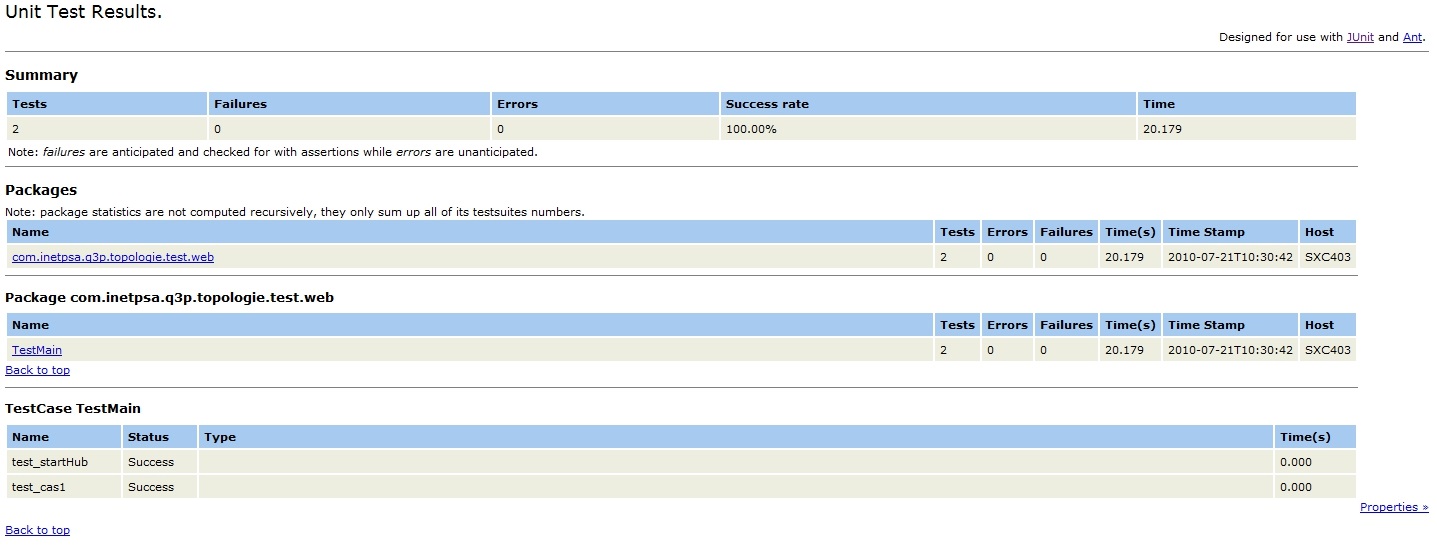 Unit Test Results.
Designed for use with JUnit and Ant.
Summary
Tests Failures Errors Success rate Time
2 0 0 100.00% 20.179
Note: failures are anticipated and checked for with assertions while errors are unanticipated.
Packages
Note: package statistics are not computed recursively, they only sum up all of its testsuites numbers.
Name Tests Errors Failures Time(s) Time Stamp Host
com.inetpsa.q3p.topologie.test.web 2 0 0 20.179 2010-07-21T10:30:42 SXC403
Package com.inetpsa.q3p.topologie.test.web
Name Tests Errors Failures Time(s) Time Stamp Host
TestMain 2 0 0 20.179 2010-07-21T10:30:42 SXC403
Back to top
TestCase TestMain
Name Status Type Time(s)
test_startHub Success 0.000
test_cas1 Success 0.000
Properties »
Back to top